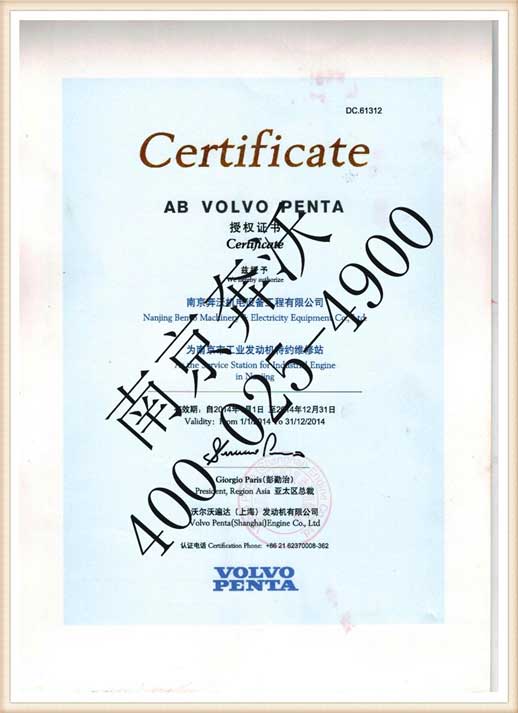 DC.61312
Certificate
AB VOLVO PENTA
授权证书
Certificate
兹授予
We hereby authorize
南京奔沃机电设备工程有限公司
Nanjing Benwo Machinery & Electricity Equipment Co., Ltd
为南京市工业发动机特约维修站
As the Service Station for Industrial Engine
in Nanjing
有效期：自2014年1月1日 至2014年12月31日
Validity: From 1/1/2014 To 31/12/2014
Giorgio Paris(彭勤治)
President, Region Asia 亚太区总裁
沃尔沃遍达（上海）发动机有限公司
Volvo Penta(Shanghai)Engine Co., Ltd
认证电话 Certification Phone: +86 21 62370008-362
VOLVO
PENTA
南京奔沃
400-025-4900